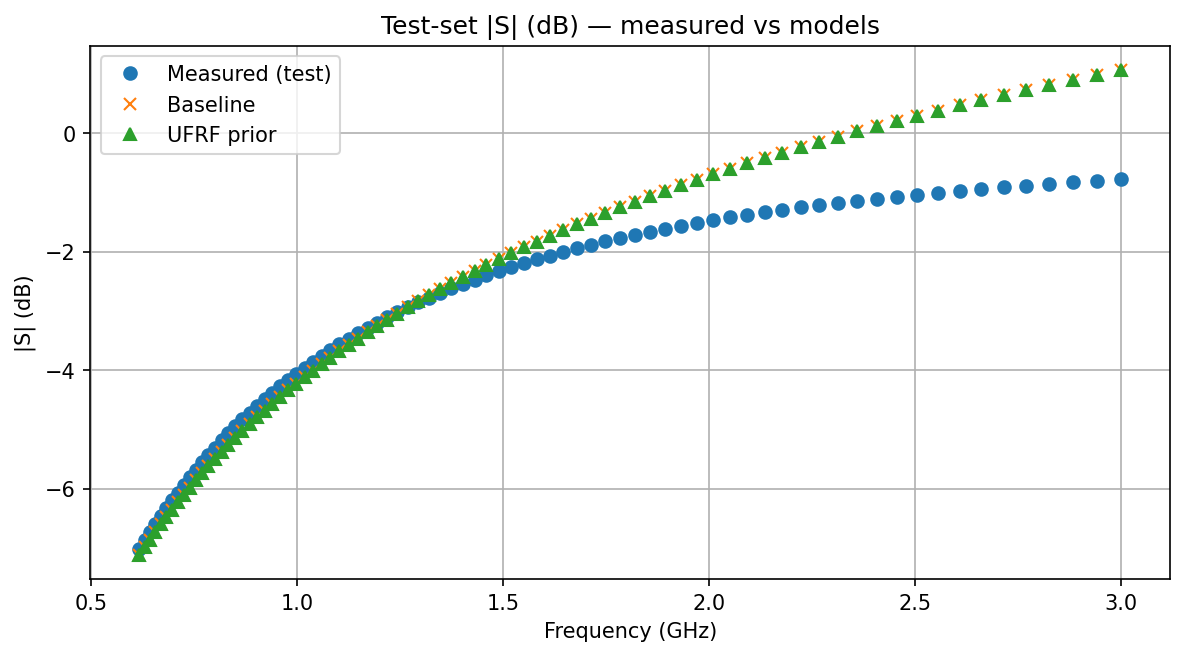 Test-set |S| (dB) — measured vs models
Measured (test)
Baseline
UFRF prior
|S| (dB)
0
−2
−4
−6
0.5 1.0 1.5 2.0 2.5 3.0
Frequency (GHz)